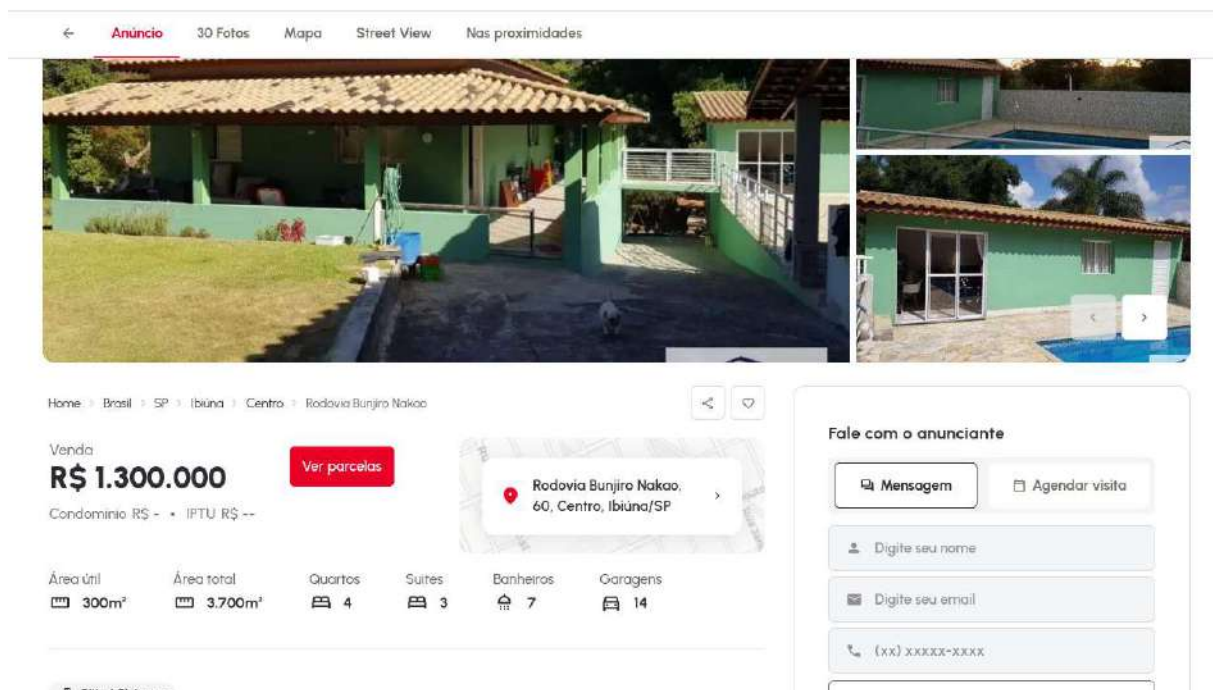 Anúncio 30 Fotos Mapa Street View Nas proximidades
Home > Brasil > SP > Ibiúna > Centro > Rodovia Bunjiro Nakao
Venda
R$ 1.300.000
Ver parcelas
Condomínio R$ - • IPTU R$ --
Rodovia Bunjiro Nakao,
60, Centro, Ibiúna/SP
Área útil Área total Quartos Suítes Banheiros Garagens
300m² 3.700m² 4 3 7 14
Fale com o anunciante
Mensagem Agendar visita
Digite seu nome
Digite seu email
(xx) xxxxx-xxxx